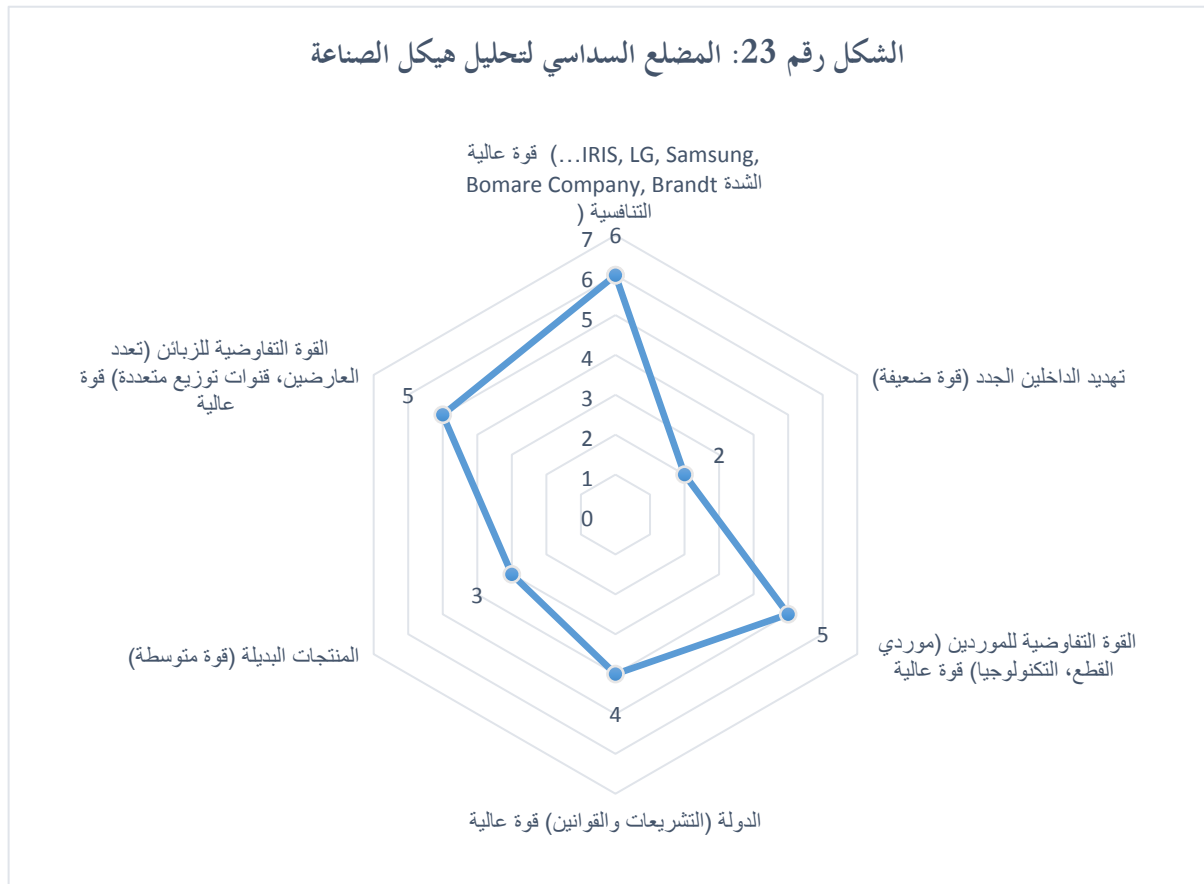 الشكل رقم 23: المضلع السداسي لتحليل هيكل الصناعة
قوة عالية (…IRIS, LG, Samsung,
Bomare Company, Brandt الشدة
التنافسية (
6
7
6
5
4
3
2
1
0
تهديد الداخلين الجدد (قوة ضعيفة)
2
القوة التفاوضية للموردين (موردي
القطع، التكنولوجيا) قوة عالية
5
الدولة (التشريعات والقوانين) قوة عالية
4
المنتجات البديلة (قوة متوسطة)
3
القوة التفاوضية للزبائن (تعدد
العارضين، قنوات توزيع متعددة) قوة
عالية
5